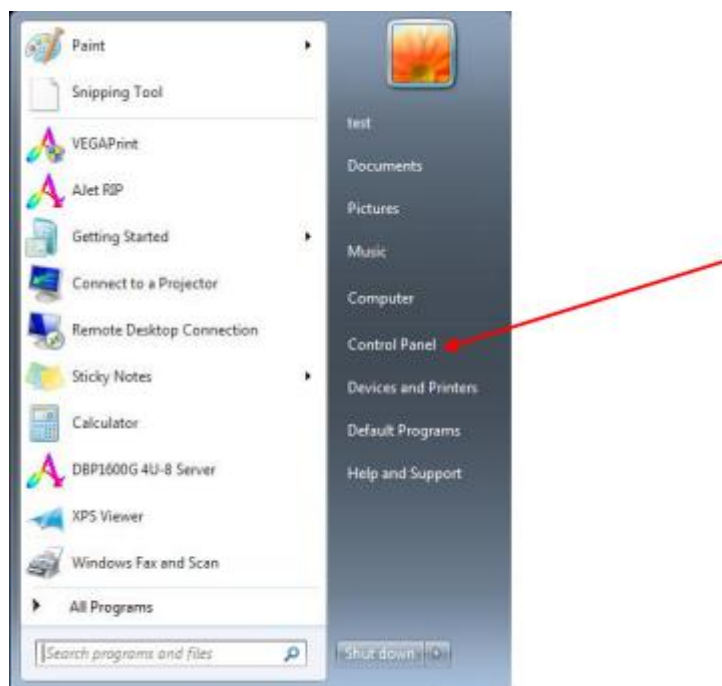 Paint
Snipping Tool
VEGAPrint
AJet RIP
Getting Started
Connect to a Projector
Remote Desktop Connection
Sticky Notes
Calculator
DBP1600G 4U-8 Server
XPS Viewer
Windows Fax and Scan
All Programs
Search programs and files
test
Documents
Pictures
Music
Computer
Control Panel
Devices and Printers
Default Programs
Help and Support
Shut down